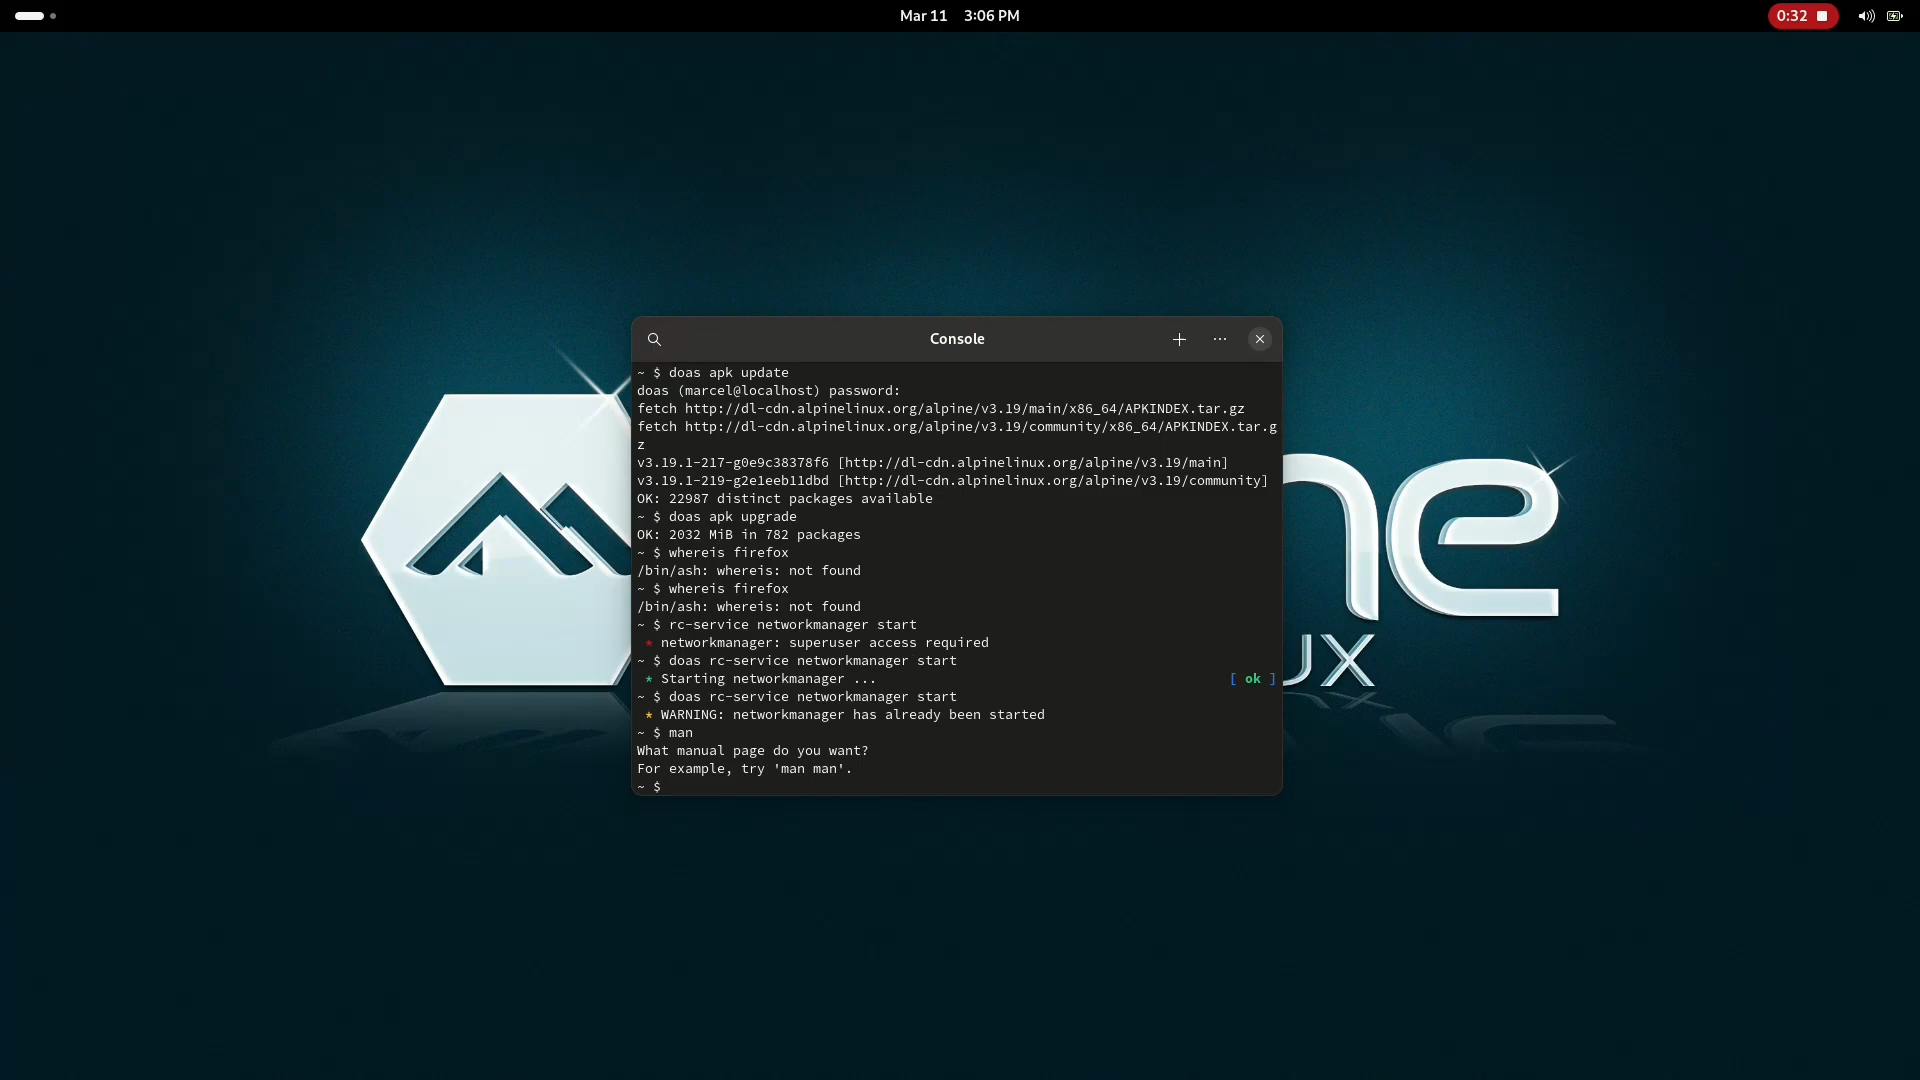 Mar 11 3:06 PM
0:32
Console
~ $ doas apk update
doas (marcel@localhost) password:
fetch http://dl-cdn.alpinelinux.org/alpine/v3.19/main/x86_64/APKINDEX.tar.gz
fetch http://dl-cdn.alpinelinux.org/alpine/v3.19/community/x86_64/APKINDEX.tar.g
z
v3.19.1-217-g0e9c38378f6 [http://dl-cdn.alpinelinux.org/alpine/v3.19/main]
v3.19.1-219-g2e1eeb11dbd [http://dl-cdn.alpinelinux.org/alpine/v3.19/community]
OK: 22987 distinct packages available
~ $ doas apk upgrade
OK: 2032 MiB in 782 packages
~ $ whereis firefox
/bin/ash: whereis: not found
~ $ whereis firefox
/bin/ash: whereis: not found
~ $ rc-service networkmanager start
* networkmanager: superuser access required
~ $ doas rc-service networkmanager start
* Starting networkmanager ... [ ok ]
~ $ doas rc-service networkmanager start
* WARNING: networkmanager has already been started
~ $ man
What manual page do you want?
For example, try 'man man'.
~ $
ne
UX